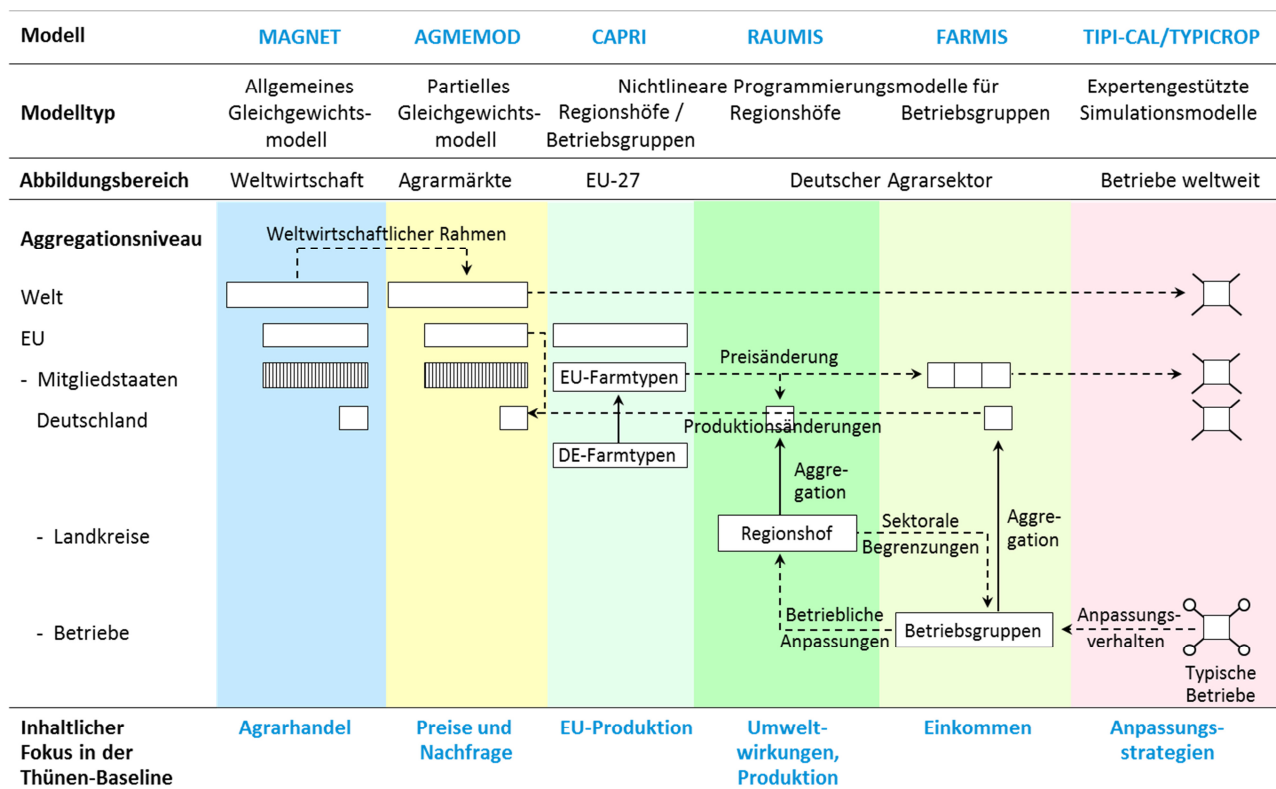 Modell MAGNET AGMEMOD CAPRI RAUMIS FARMIS TIPI-CAL/TYPICROP
Allgemeines Partielles Nichtlineare Programmierungsmodelle für Expertengestützte
Modelltyp Gleichgewichts- Gleichgewichts- Regionshöfe / Regionshöfe Betriebsgruppen Simulationsmodelle
modell modell Betriebsgruppen
Abbildungsbereich Weltwirtschaft Agrarmärkte EU-27 Deutscher Agrarsektor Betriebe weltweit
Aggregationsniveau
Weltwirtschaftlicher Rahmen
Welt
EU
- Mitgliedstaaten
EU-Farmtypen
Preisänderung
Deutschland
Produktionsänderungen
DE-Farmtypen
Aggre-
gation
- Landkreise
Regionshof
Sektorale
Begrenzungen
Aggre-
gation
- Betriebe
Betriebliche
Anpassungen
Betriebsgruppen
Anpassungs-
verhalten
Typische
Betriebe
Inhaltlicher Agrarhandel Preise und EU-Produktion Umwelt- Einkommen Anpassungs-
Fokus in der Nachfrage wirkungen, strategien
Thünen-Baseline Produktion